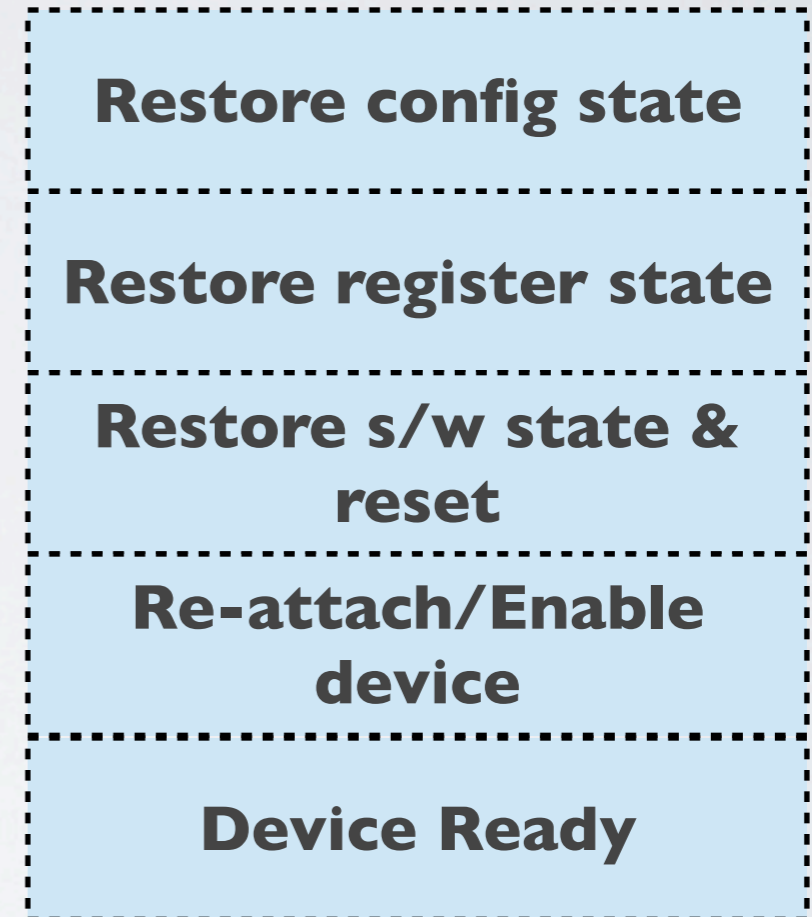 Restore config state
Restore register state
Restore s/w state &
reset
Re-attach/Enable
device
Device Ready